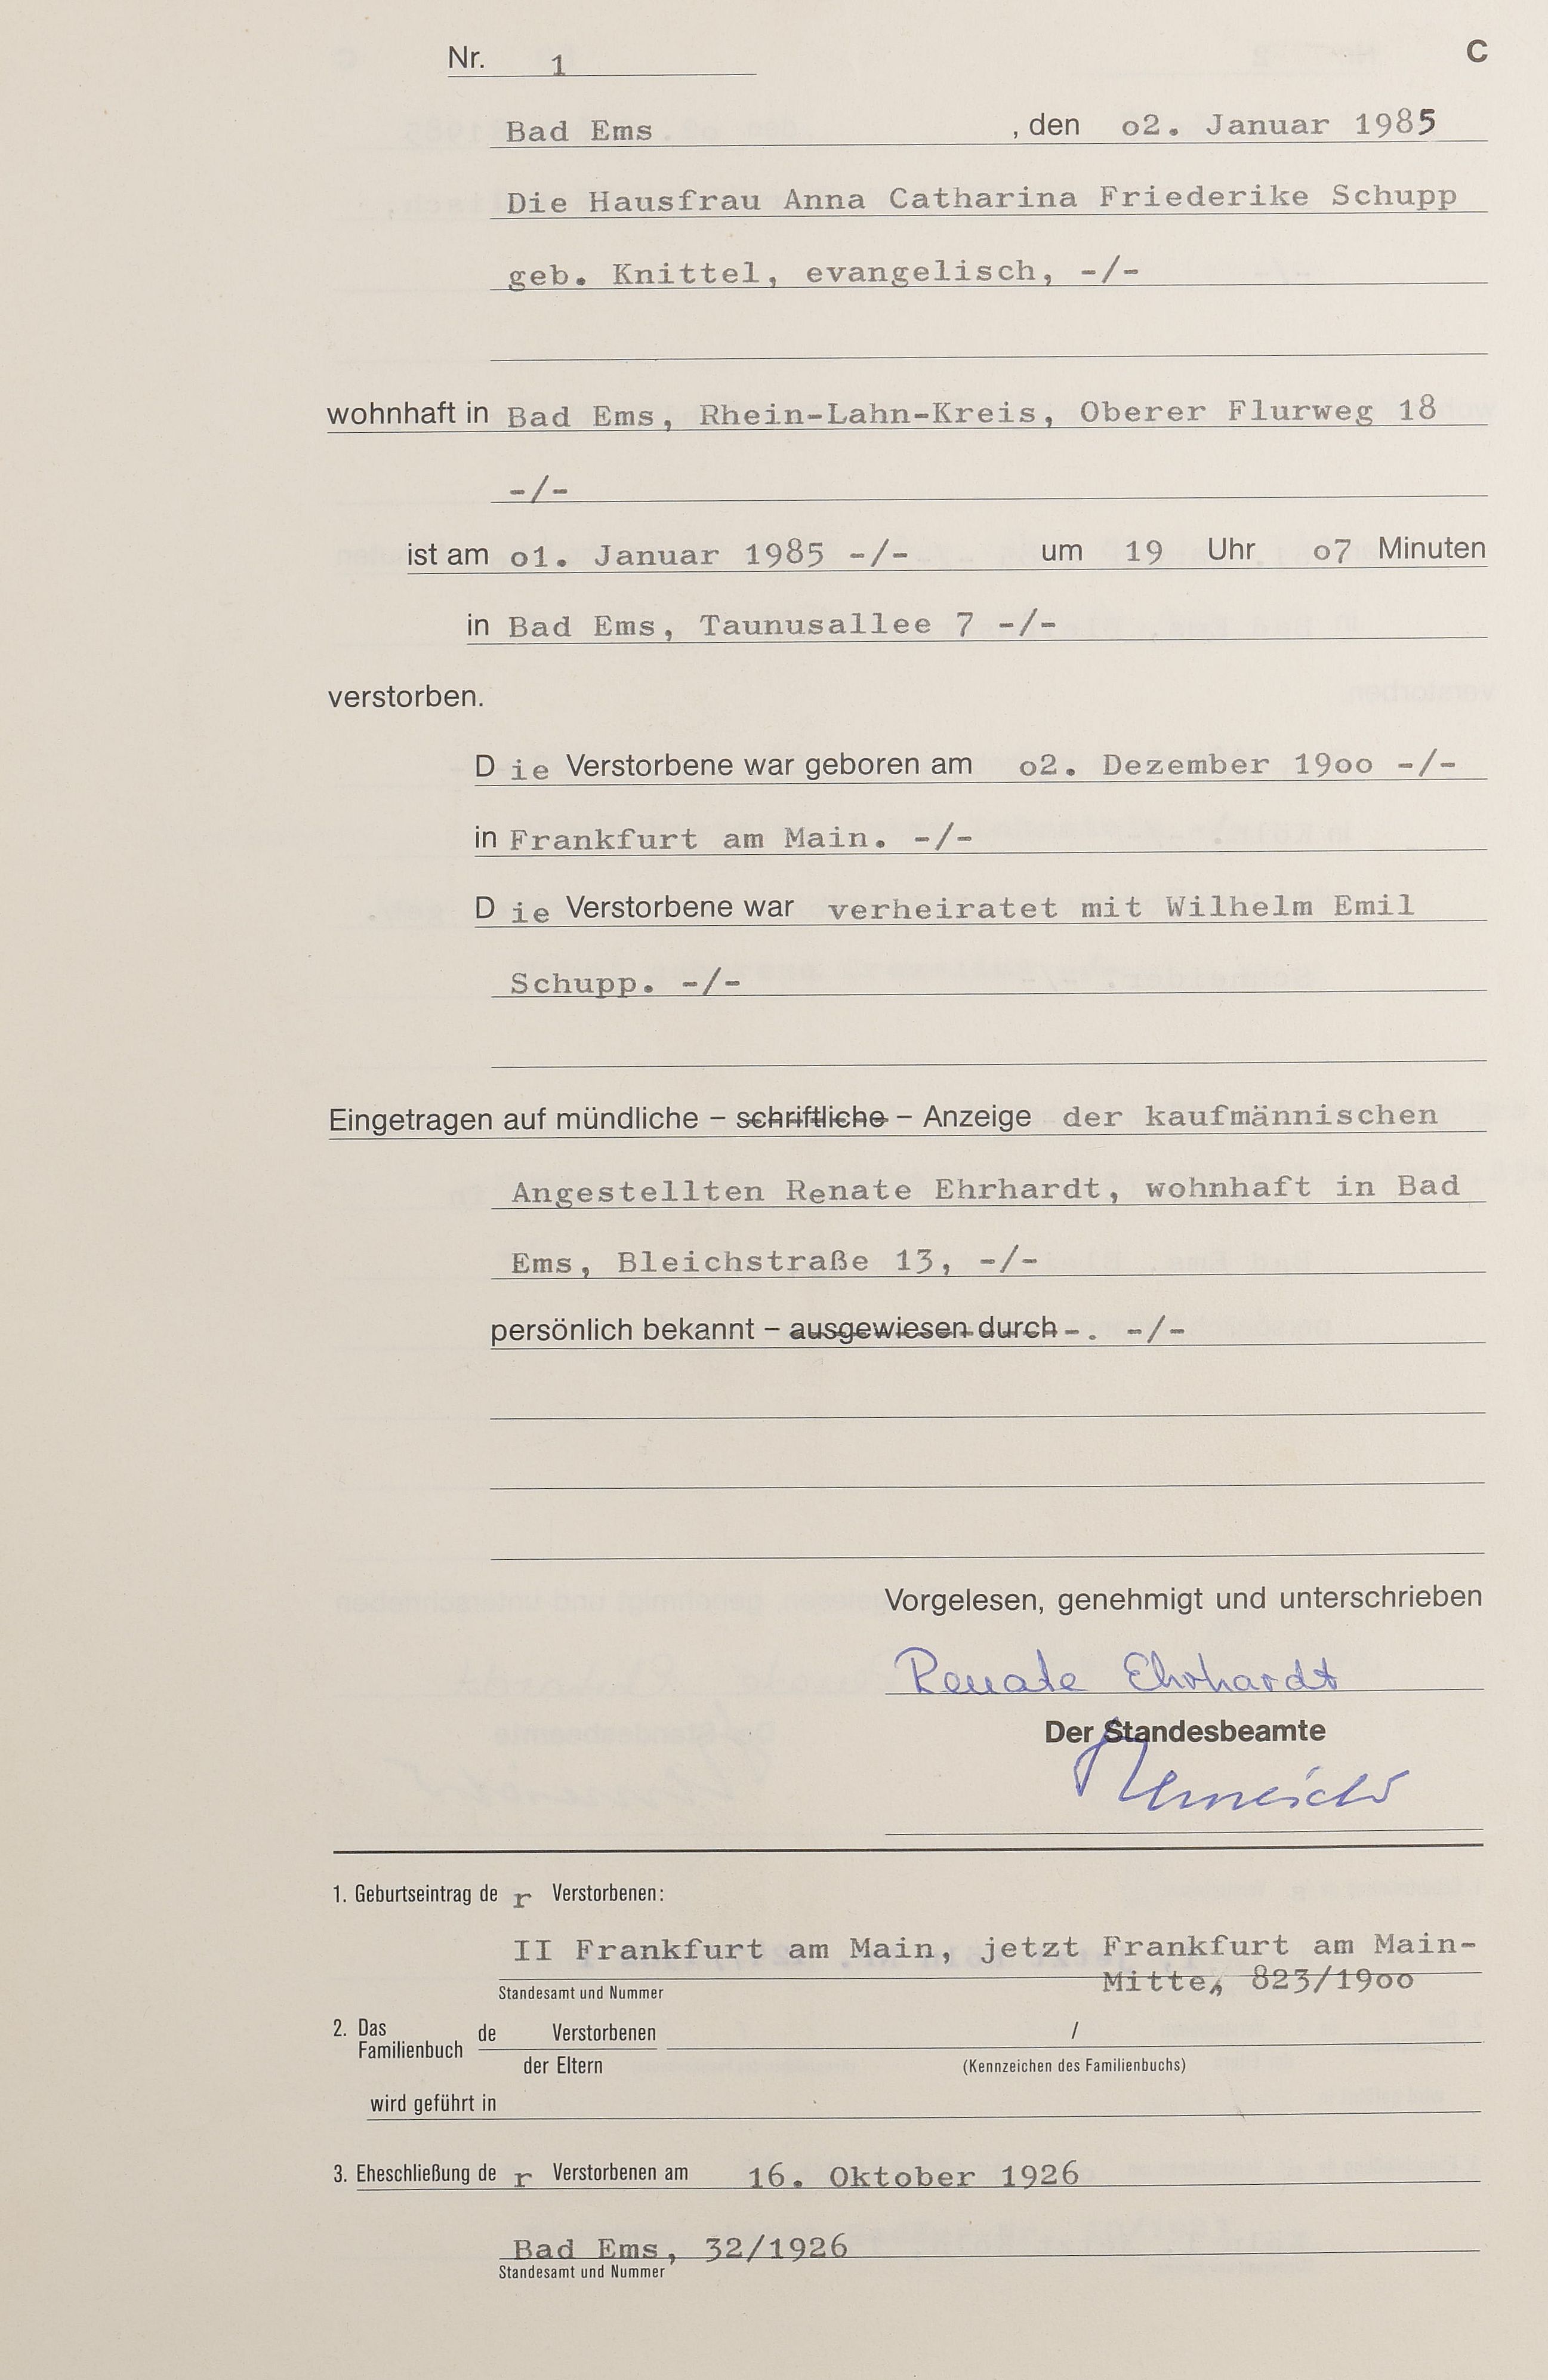 Nr. 1 C
Bad Ems , den o2. Januar 1985
Die Hausfrau Anna Catharina Friederike Schupp
geb. Knittel, evangelisch, -/-
wohnhaft in Bad Ems, Rhein-Lahn-Kreis, Oberer Flurweg 18
-/-
ist am o1. Januar 1985 -/- um 19 Uhr o7 Minuten
in Bad Ems, Taunusallee 7 -/-
verstorben.
D ie Verstorbene war geboren am o2. Dezember 19oo -/-
in Frankfurt am Main. -/-
D ie Verstorbene war verheiratet mit Wilhelm Emil
Schupp. -/-
Eingetragen auf mündliche – schriftliche – Anzeige der kaufmännischen
Angestellten Renate Ehrhardt, wohnhaft in Bad
Ems, Bleichstraße 13, -/-
persönlich bekannt – ausgewiesen durch -. -/-
Vorgelesen, genehmigt und unterschrieben
Renate Ehrhardt
Der Standesbeamte
1. Geburtseintrag de r Verstorbenen:
II Frankfurt am Main, jetzt Frankfurt am Main-
Mitte, 823/19oo
Standesamt und Nummer
2. Das Familienbuch de Verstorbenen /
der Eltern (Kennzeichen des Familienbuchs)
wird geführt in
3. Eheschließung de r Verstorbenen am 16. Oktober 1926
Bad Ems, 32/1926
Standesamt und Nummer